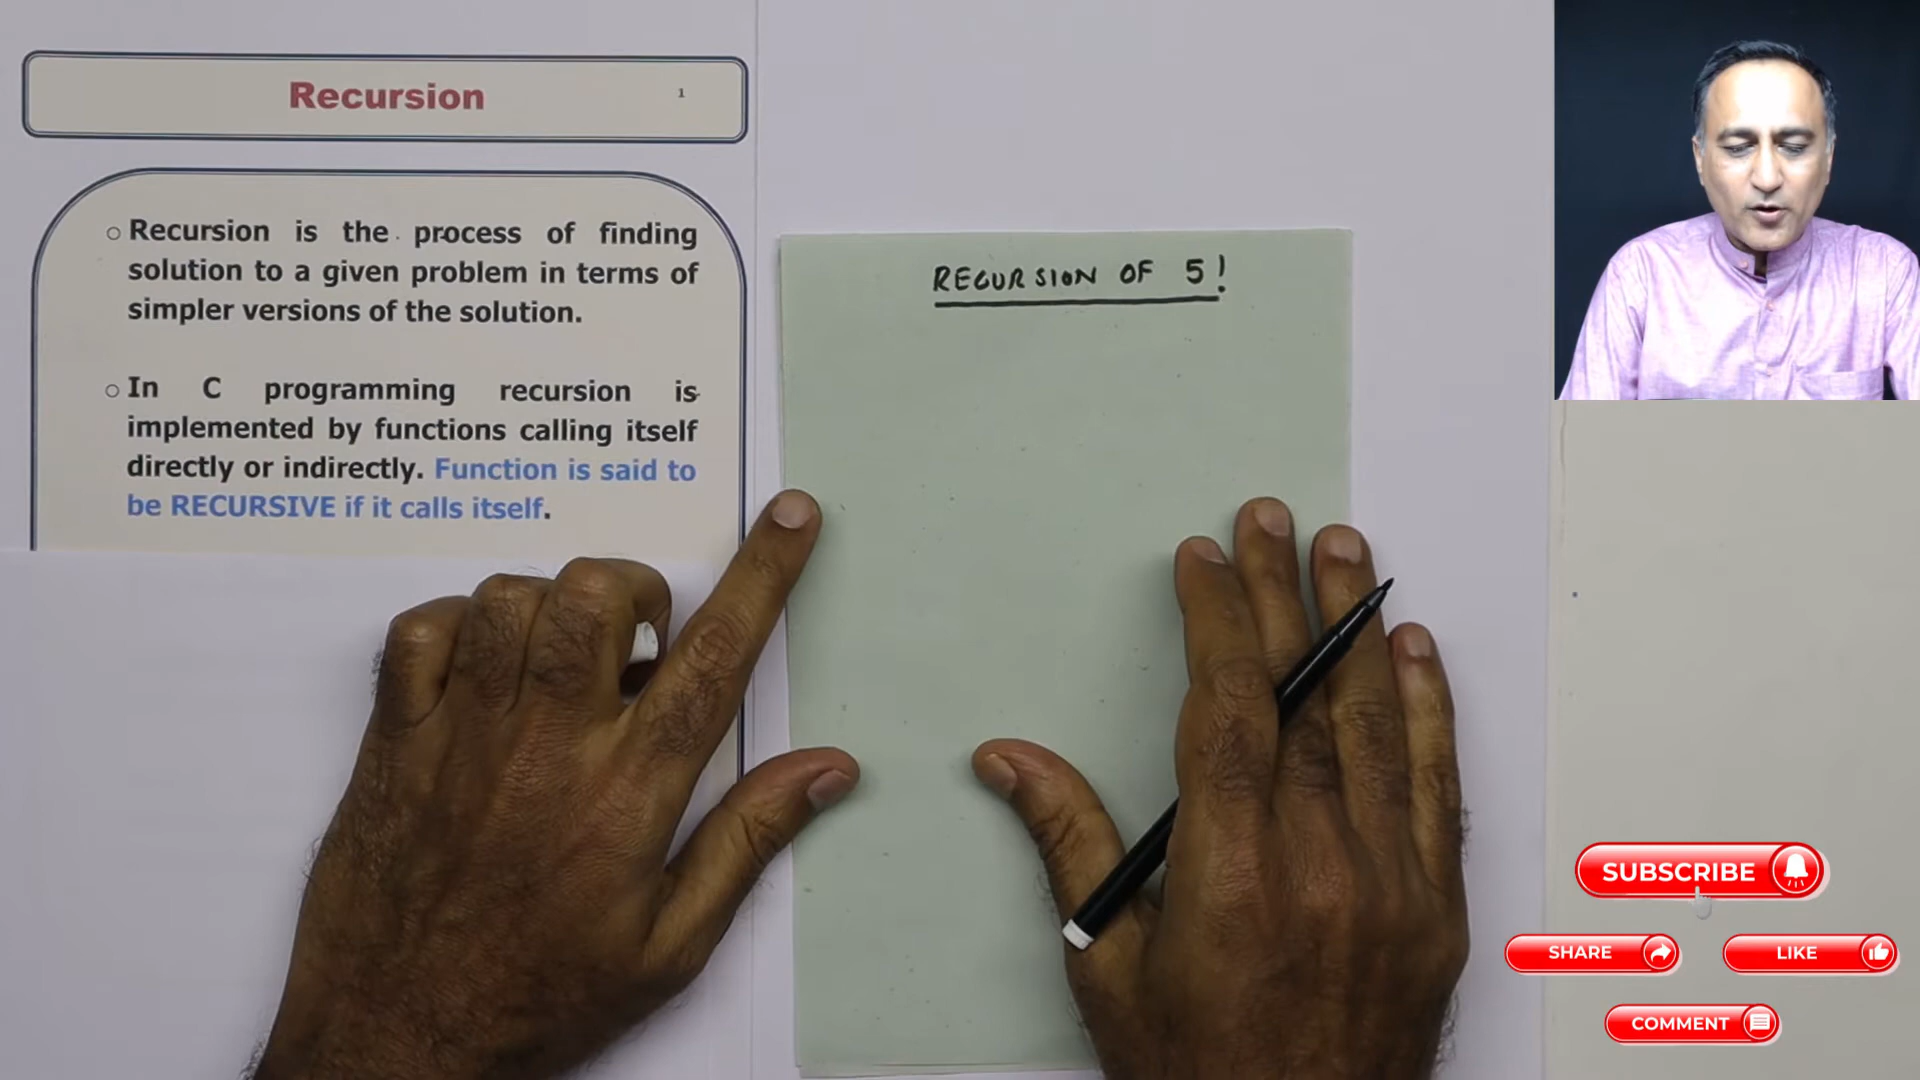 Recursion
1
Recursion is the process of finding
solution to a given problem in terms of
simpler versions of the solution.
In C programming recursion is
implemented by functions calling itself
directly or indirectly. Function is said to
be RECURSIVE if it calls itself.
RECURSION OF 5!
SUBSCRIBE
SHARE
LIKE
COMMENT